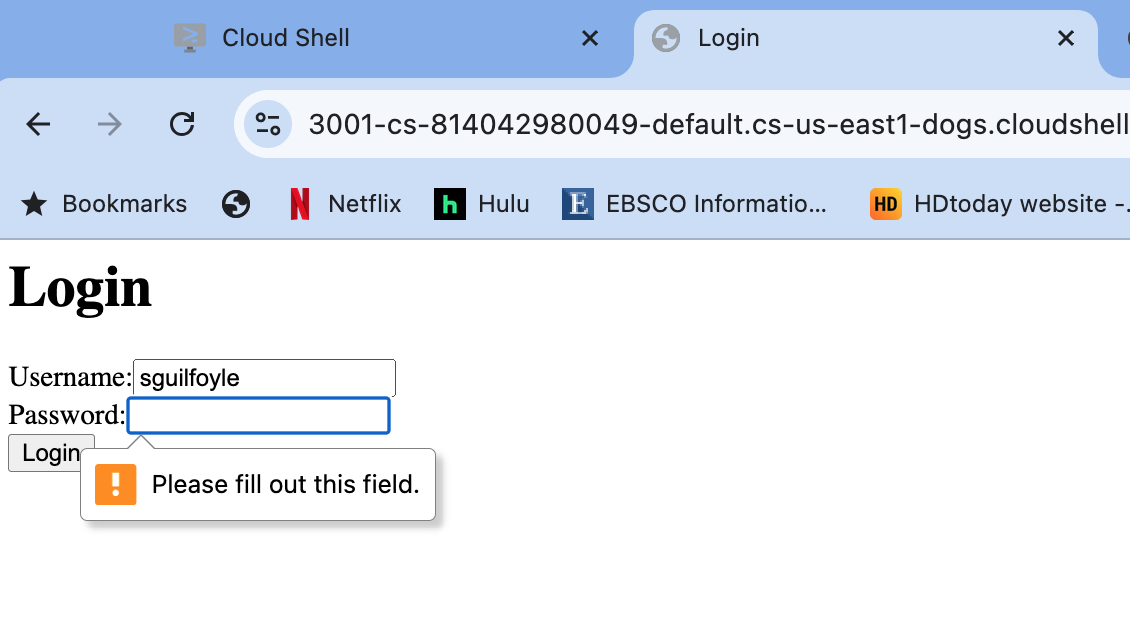 Cloud Shell
Login
3001-cs-814042980049-default.cs-us-east1-dogs.cloudshell
Bookmarks Netflix h Hulu E EBSCO Informatio... HD HDtoday website -.
Login
Username: sguilfoyle
Password:
Login
Please fill out this field.